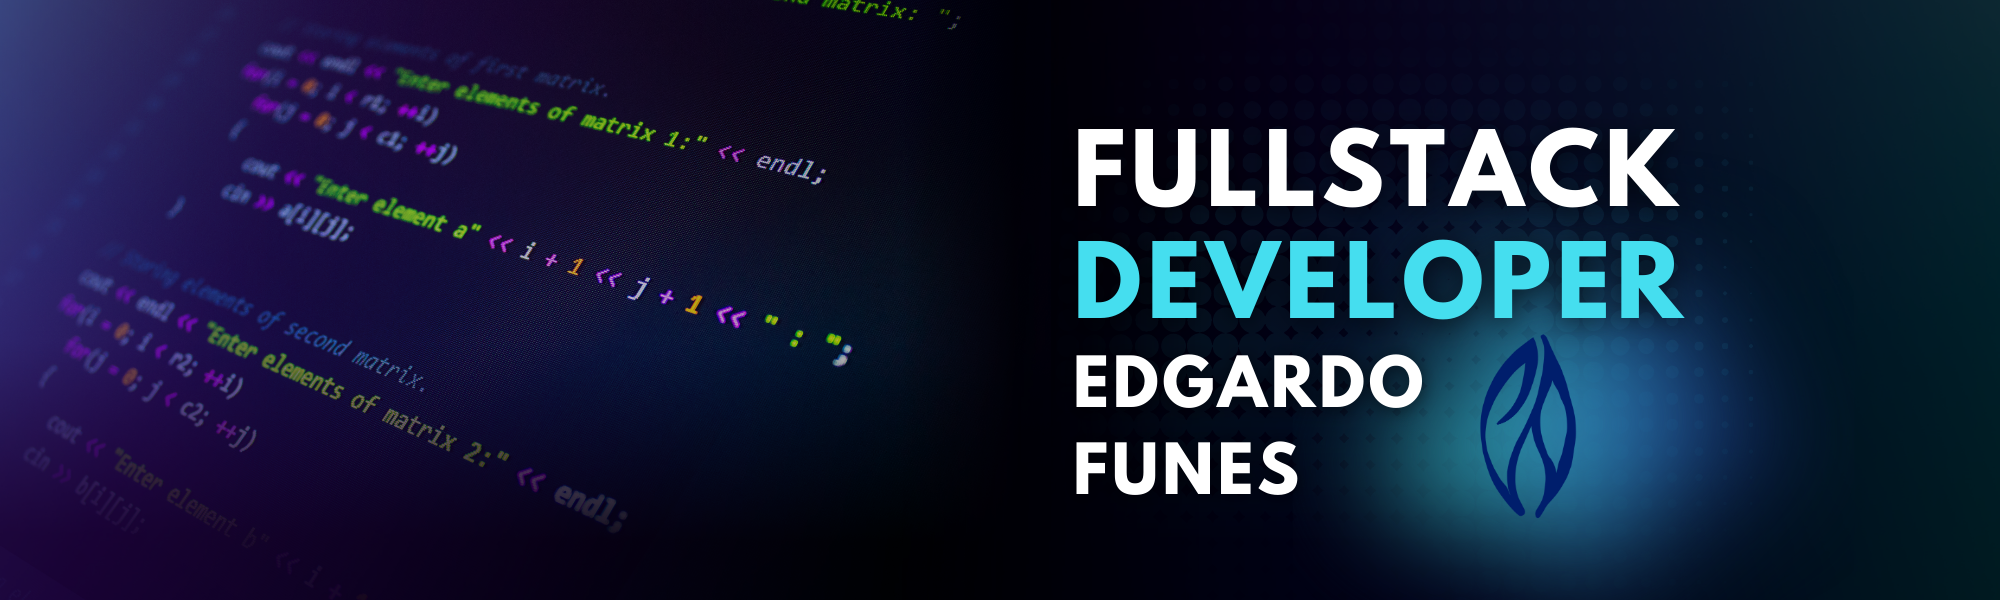 ond matrix: ";
// Storing elements of first matrix.
cout << endl << "Enter elements of matrix 1:" << endl;
for(i = 0; i < r1; ++i)
for(j = 0; j < c1; ++j)
{
cout << "Enter element a" << i + 1 << j + 1 << " : ";
cin >> a[i][j];
}
// Storing elements of second matrix.
cout << endl << "Enter elements of matrix 2:" << endl;
for(i = 0; i < r2; ++i)
for(j = 0; j < c2; ++j)
{
cout << "Enter element b" << i +
cin >> b[i][j];
FULLSTACK
DEVELOPER
EDGARDO
FUNES